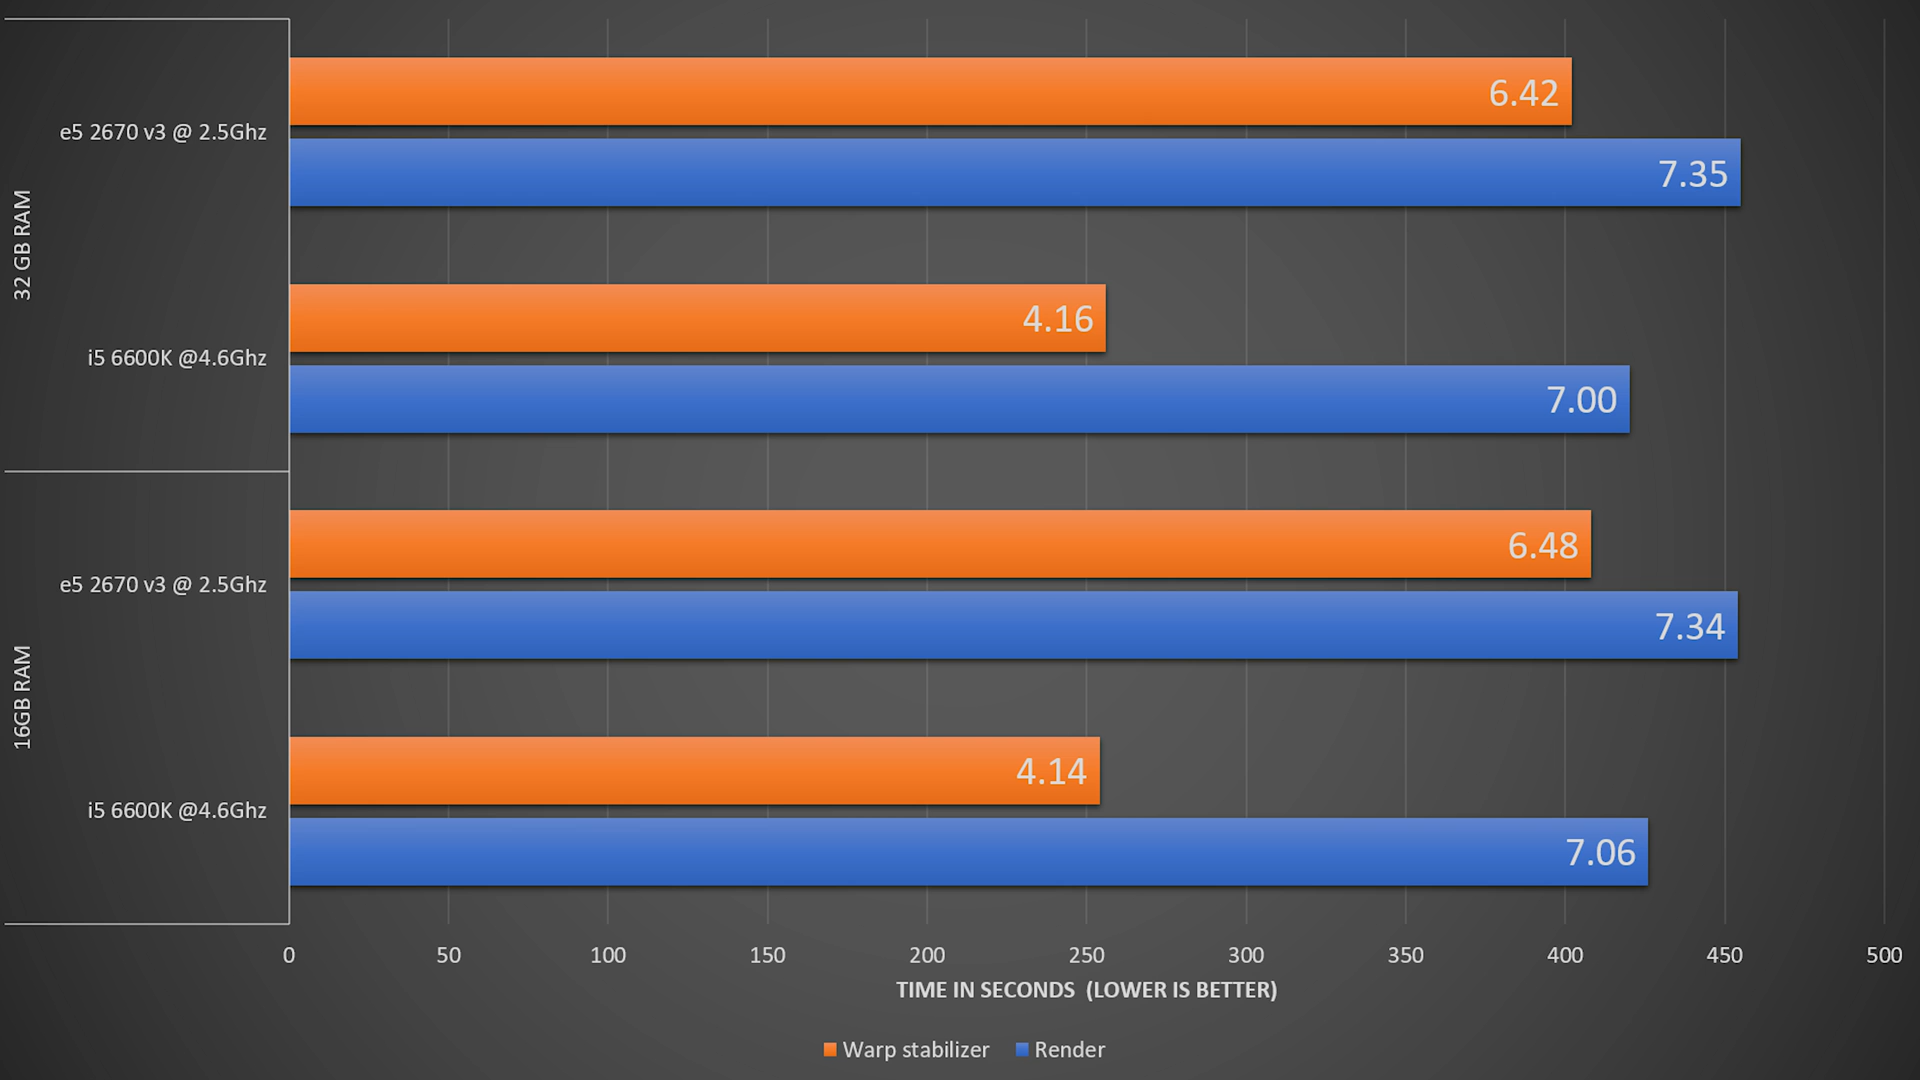 32 GB RAM
e5 2670 v3 @ 2.5Ghz
6.42
7.35
i5 6600K @4.6Ghz
4.16
7.00
16GB RAM
e5 2670 v3 @ 2.5Ghz
6.48
7.34
i5 6600K @4.6Ghz
4.14
7.06
0 50 100 150 200 250 300 350 400 450 500
TIME IN SECONDS (LOWER IS BETTER)
Warp stabilizer Render